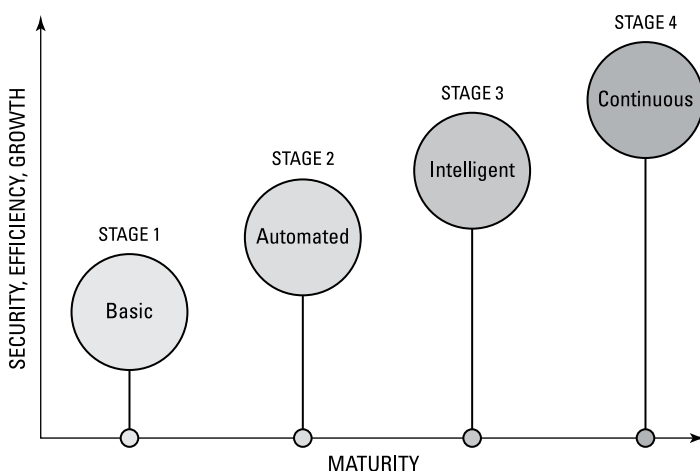 STAGE 4
Continuous
STAGE 3
Intelligent
STAGE 2
Automated
STAGE 1
Basic
SECURITY, EFFICIENCY, GROWTH
MATURITY